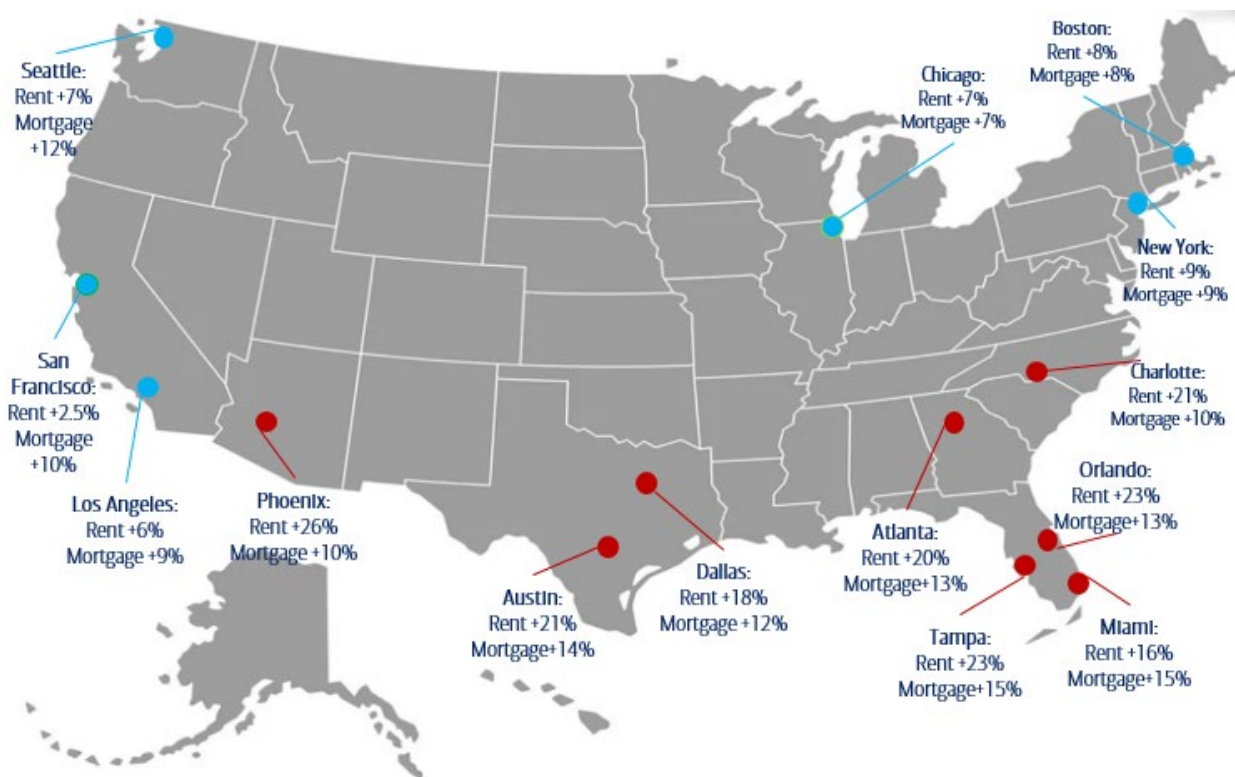 Boston:
Rent +8%
Mortgage +8%
Seattle:
Rent +7%
Mortgage
+12%
Chicago:
Rent +7%
Mortgage +7%
New York:
Rent +9%
Mortgage +9%
San
Francisco:
Rent +2.5%
Mortgage
+10%
Charlotte:
Rent +21%
Mortgage +10%
Los Angeles:
Rent +6%
Mortgage +9%
Phoenix:
Rent +26%
Mortgage +10%
Orlando:
Rent +23%
Mortgage+13%
Atlanta:
Rent +20%
Mortgage+13%
Dallas:
Rent +18%
Mortgage +12%
Austin:
Rent +21%
Mortgage+14%
Tampa:
Rent +23%
Mortgage+15%
Miami:
Rent +16%
Mortgage+15%